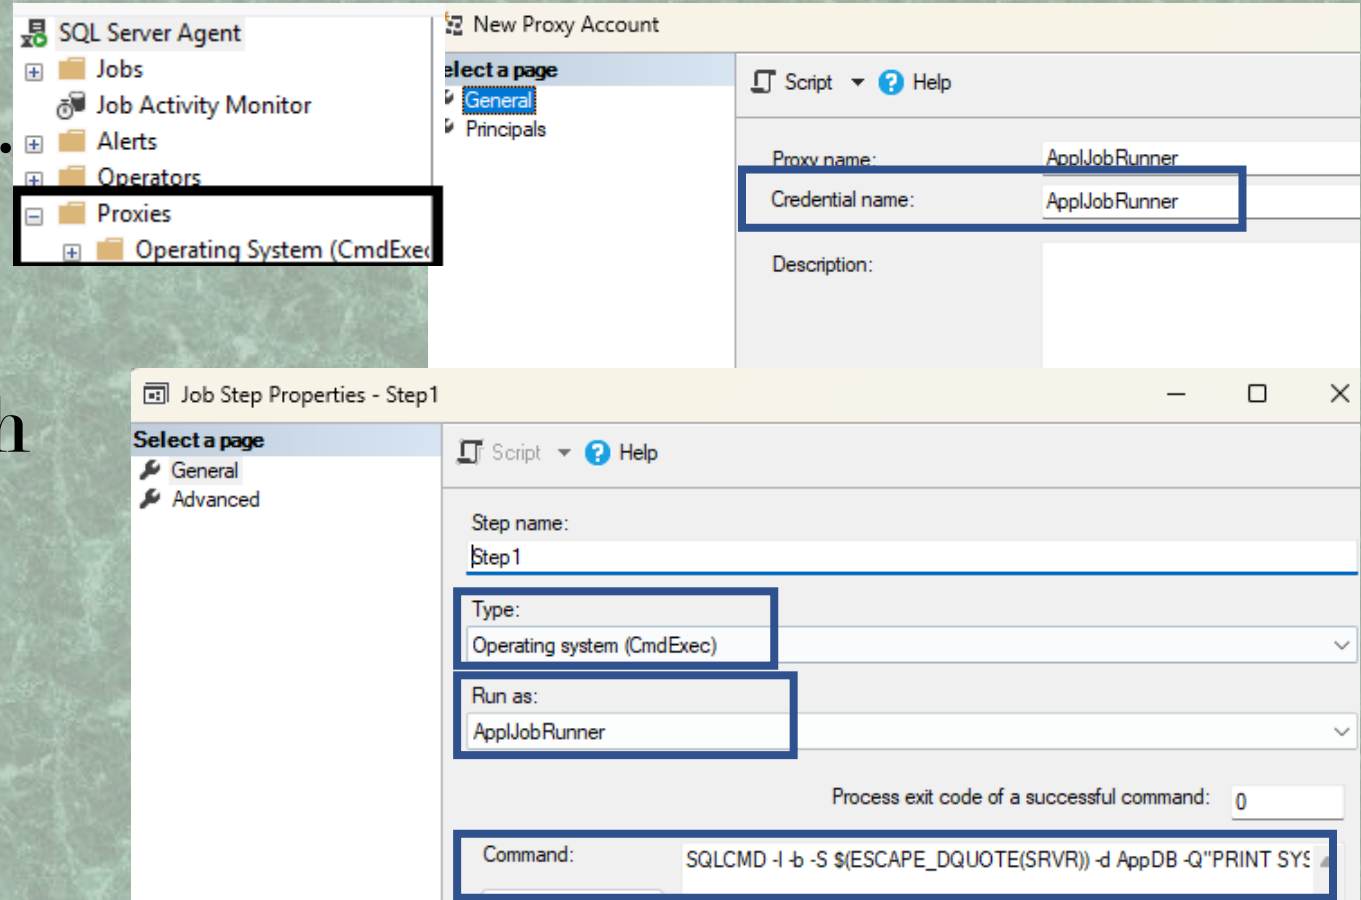 SQL Server Agent
Jobs
Job Activity Monitor
Alerts
Operators
Proxies
Operating System (CmdExec
New Proxy Account
elect a page
General
Principals
Script
Help
Proxy name:
ApplJobRunner
Credential name:
ApplJobRunner
Description:
h
Job Step Properties - Step1
Select a page
General
Advanced
Script
Help
Step name:
Step1
Type:
Operating system (CmdExec)
Run as:
ApplJobRunner
Process exit code of a successful command:
0
Command:
SQLCMD -I -b -S $(ESCAPE_DQUOTE(SRVR)) -d AppDB -Q"PRINT SYS